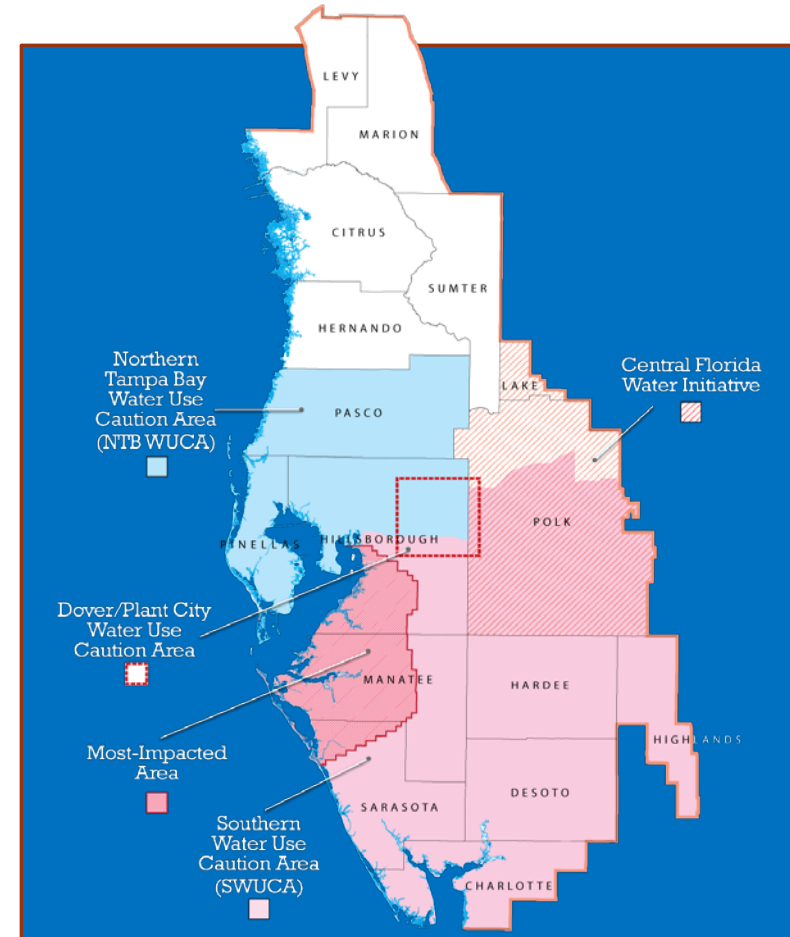 LEVY
MARION
CITRUS
SUMTER
HERNANDO
Northern
Tampa Bay
Water Use
Caution Area
(NTB WUCA)
Central Florida
Water Initiative
LAKE
PASCO
POLK
PINELLAS
HILLSBOROUGH
Dover/Plant City
Water Use
Caution Area
MANATEE
HARDEE
HIGHLANDS
Most-Impacted
Area
SARASOTA
DESOTO
Southern
Water Use
Caution Area
(SWUCA)
CHARLOTTE